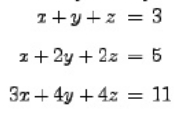 x + y + z = 3
x + 2y + 2z = 5
3x + 4y + 4z = 11